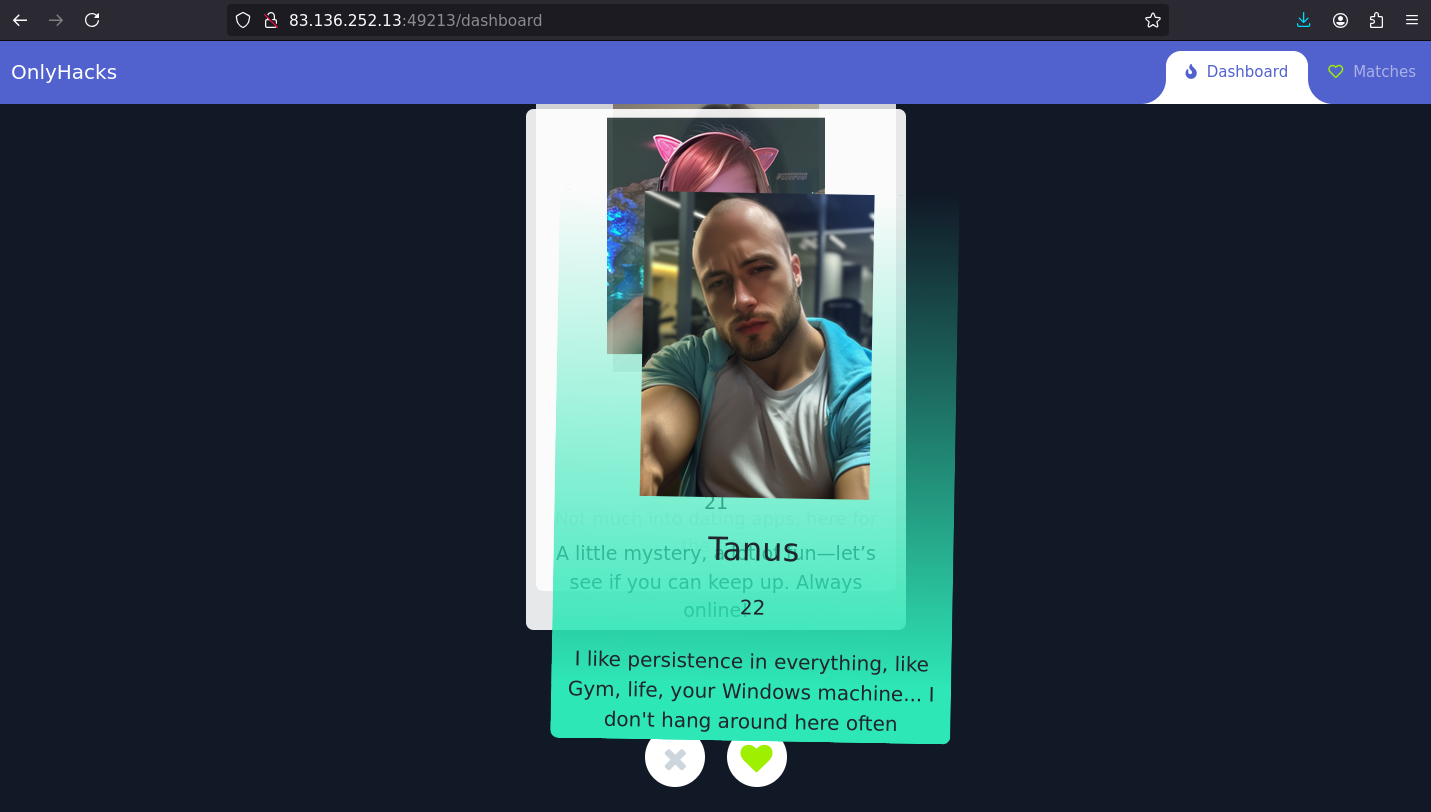 83.136.252.13:49213/dashboard
OnlyHacks
Dashboard
Matches
21
Not much into dating apps, here for
A little mystery, a lot of fun—let’s
see if you can keep up. Always
online!
Tanus
22
I like persistence in everything, like
Gym, life, your Windows machine... I
don't hang around here often